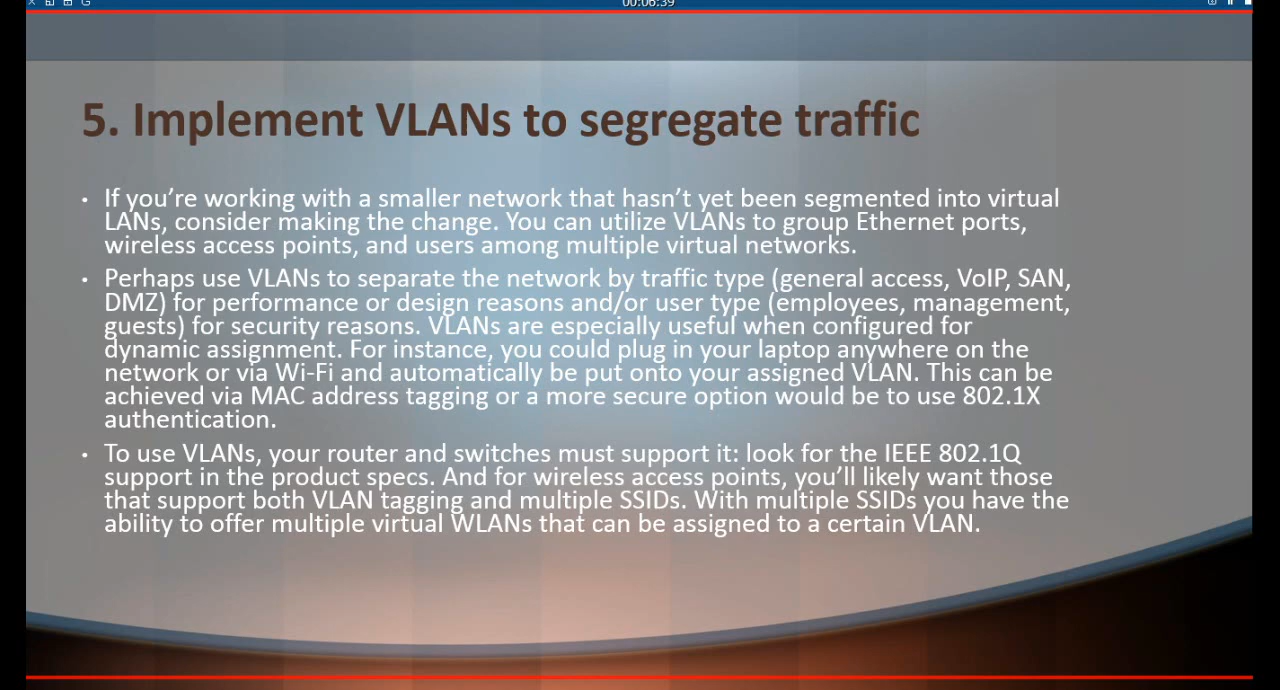 00:06:39
5. Implement VLANs to segregate traffic
• If you’re working with a smaller network that hasn’t yet been segmented into virtual
LANs, consider making the change. You can utilize VLANs to group Ethernet ports,
wireless access points, and users among multiple virtual networks.
• Perhaps use VLANs to separate the network by traffic type (general access, VoIP, SAN,
DMZ) for performance or design reasons and/or user type (employees, management,
guests) for security reasons. VLANs are especially useful when configured for
dynamic assignment. For instance, you could plug in your laptop anywhere on the
network or via Wi-Fi and automatically be put onto your assigned VLAN. This can be
achieved via MAC address tagging or a more secure option would be to use 802.1X
authentication.
• To use VLANs, your router and switches must support it: look for the IEEE 802.1Q
support in the product specs. And for wireless access points, you’ll likely want those
that support both VLAN tagging and multiple SSIDs. With multiple SSIDs you have the
ability to offer multiple virtual WLANs that can be assigned to a certain VLAN.